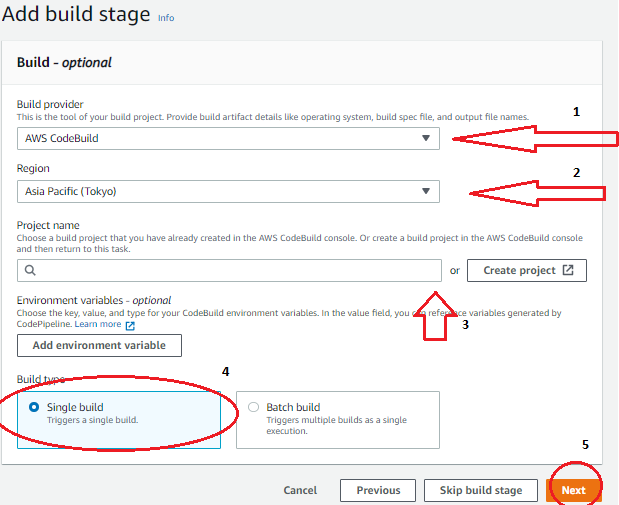 Add build stage Info
Build - optional
Build provider
1
This is the tool of your build project. Provide build artifact details like operating system, build spec file, and output file names.
AWS CodeBuild
Region
2
Asia Pacific (Tokyo)
Project name
Choose a build project that you have already created in the AWS CodeBuild console. Or create a build project in the AWS CodeBuild console
and then return to this task.
or Create project
Environment variables - optional
Choose the key, value, and type for your CodeBuild environment variables. In the value field, you can reference variables generated by
CodePipeline. Learn more
3
Add environment variable
Build type
4
Single build
Triggers a single build.
Batch build
Triggers multiple builds as a single
execution.
5
Cancel Previous Skip build stage Next